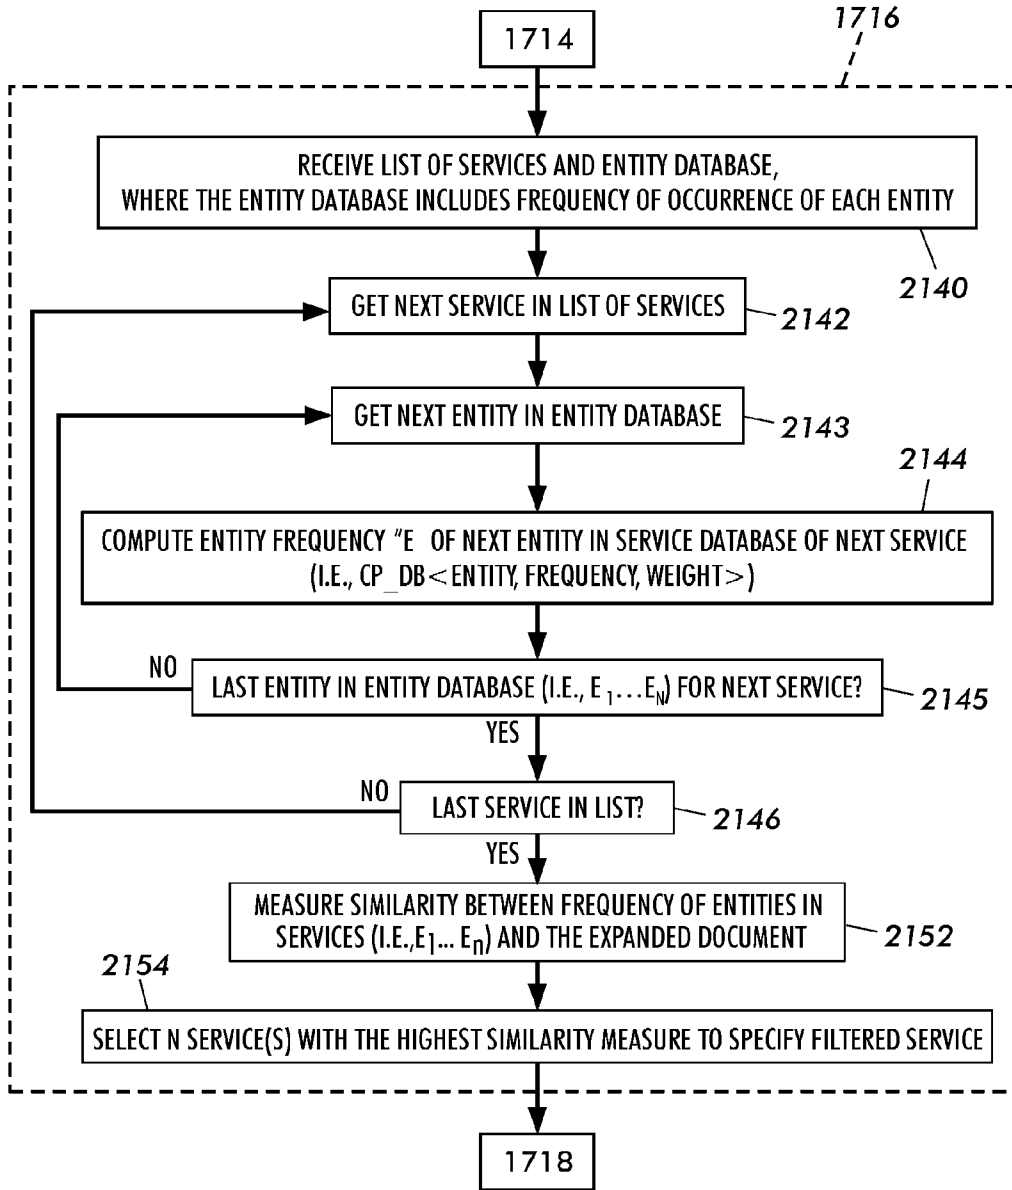 1714
1716
RECEIVE LIST OF SERVICES AND ENTITY DATABASE,
WHERE THE ENTITY DATABASE INCLUDES FREQUENCY OF OCCURRENCE OF EACH ENTITY
2140
GET NEXT SERVICE IN LIST OF SERVICES
2142
GET NEXT ENTITY IN ENTITY DATABASE
2143
2144
COMPUTE ENTITY FREQUENCY "E OF NEXT ENTITY IN SERVICE DATABASE OF NEXT SERVICE
(I.E., CP_DB<ENTITY, FREQUENCY, WEIGHT>)
NO
LAST ENTITY IN ENTITY DATABASE (I.E., E1...EN) FOR NEXT SERVICE?
2145
YES
NO
LAST SERVICE IN LIST?
2146
YES
MEASURE SIMILARITY BETWEEN FREQUENCY OF ENTITIES IN
SERVICES (I.E.,E1... En) AND THE EXPANDED DOCUMENT
2152
2154
SELECT N SERVICE(S) WITH THE HIGHEST SIMILARITY MEASURE TO SPECIFY FILTERED SERVICE
1718